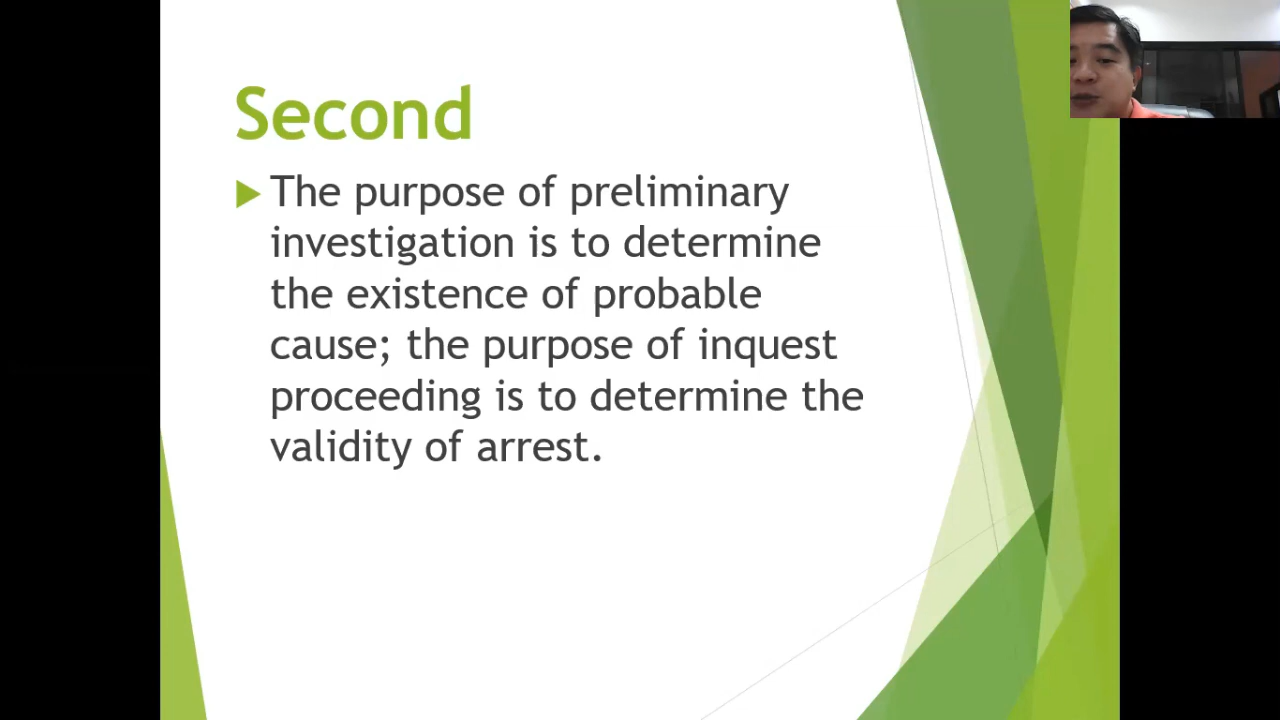 Second
The purpose of preliminary
investigation is to determine
the existence of probable
cause; the purpose of inquest
proceeding is to determine the
validity of arrest.